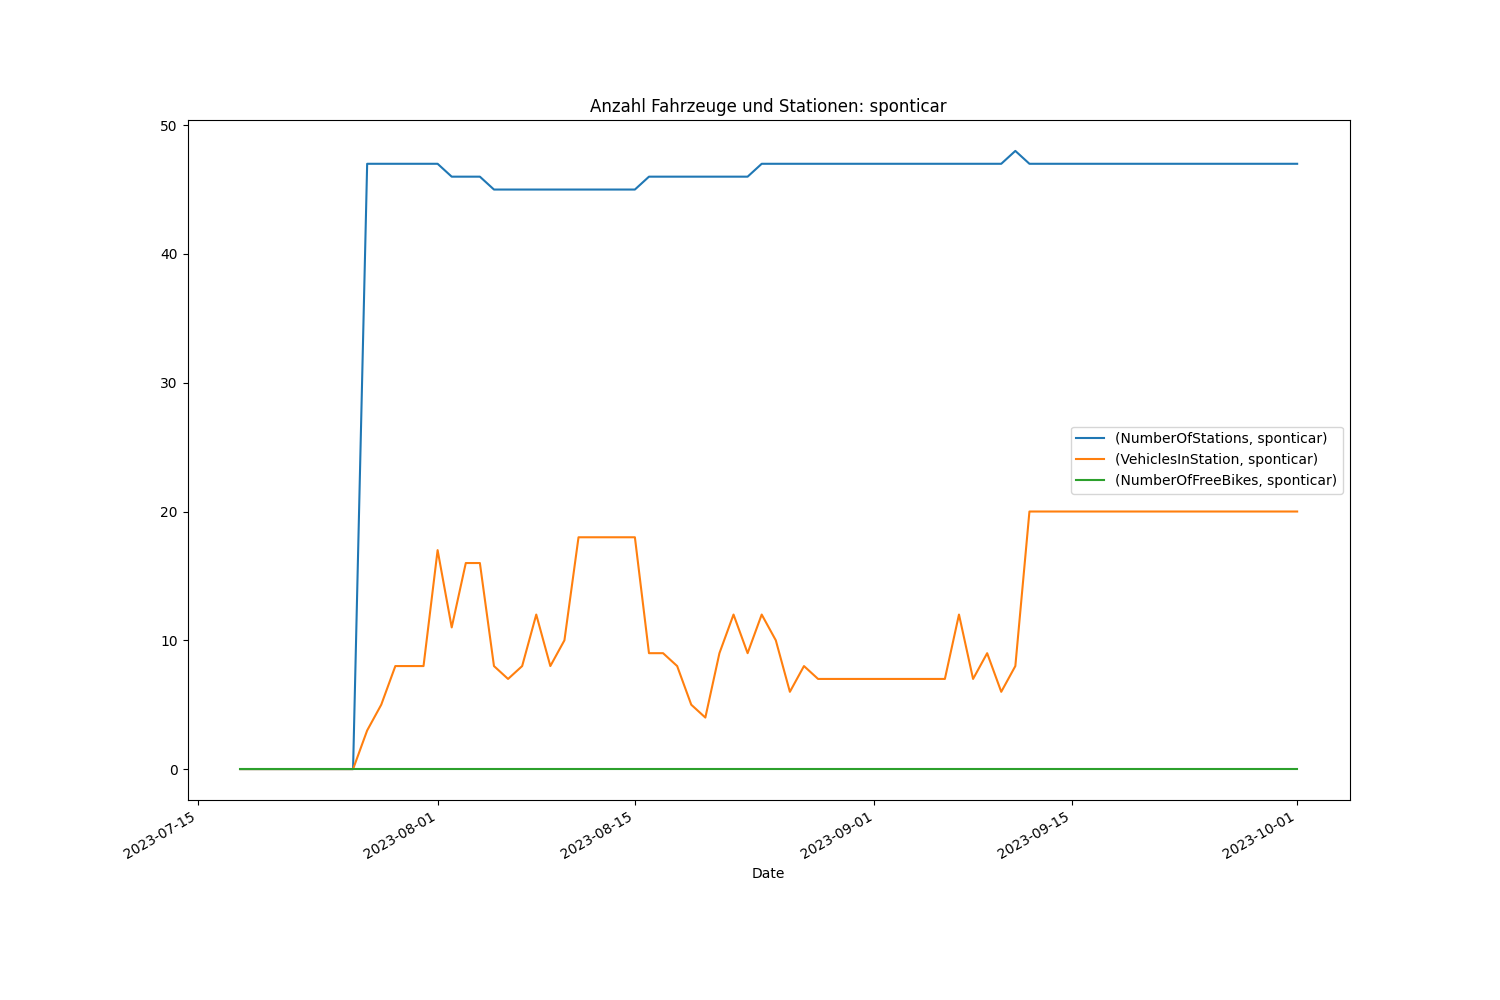 Anzahl Fahrzeuge und Stationen: sponticar
50
40
30
20
10
0
(NumberOfStations, sponticar)
(VehiclesInStation, sponticar)
(NumberOfFreeBikes, sponticar)
2023-07-15
2023-08-01
2023-08-15
2023-09-01
2023-09-15
2023-10-01
Date